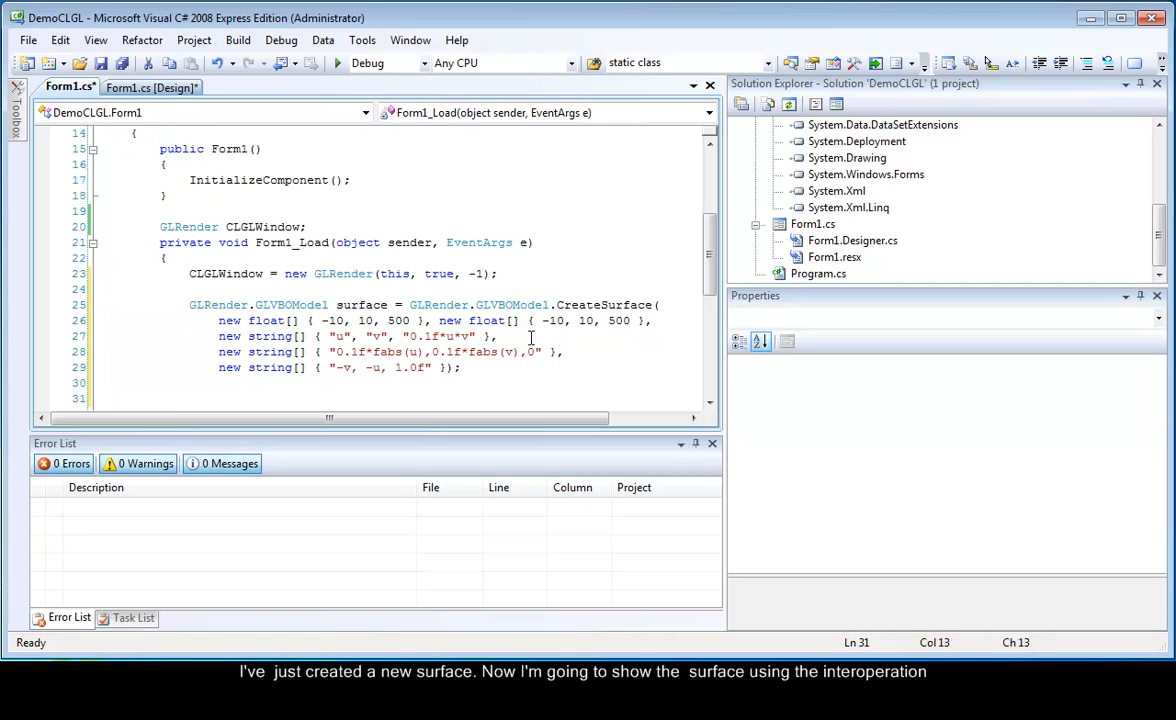 DemoCLGL - Microsoft Visual C# 2008 Express Edition (Administrator)
File Edit View Refactor Project Build Debug Data Tools Window Help
Debug Any CPU static class
Form1.cs* Form1.cs [Design]*
DemoCLGL.Form1 Form1_Load(object sender, EventArgs e)
Toolbox
14 {
15 public Form1()
16 {
17 InitializeComponent();
18 }
19
20 GLRender CLGLWindow;
21 private void Form1_Load(object sender, EventArgs e)
22 {
23 CLGLWindow = new GLRender(this, true, -1);
24
25 GLRender.GLVBOModel surface = GLRender.GLVBOModel.CreateSurface(
26 new float[] { -10, 10, 500 }, new float[] { -10, 10, 500 },
27 new string[] { "u", "v", "0.1f*u*v" },
28 new string[] { "0.1f*fabs(u),0.1f*fabs(v),0" },
29 new string[] { "-v, -u, 1.0f" });
30
31
Error List
0 Errors 0 Warnings 0 Messages
Description File Line Column Project
Error List Task List
Solution Explorer - Solution 'DemoCLGL' (1 project)
System.Data.DataSetExtensions
System.Deployment
System.Drawing
System.Windows.Forms
System.Xml
System.Xml.Linq
Form1.cs
Form1.Designer.cs
Form1.resx
Program.cs
Properties
Ready Ln 31 Col 13 Ch 13
I've just created a new surface. Now I'm going to show the surface using the interoperation